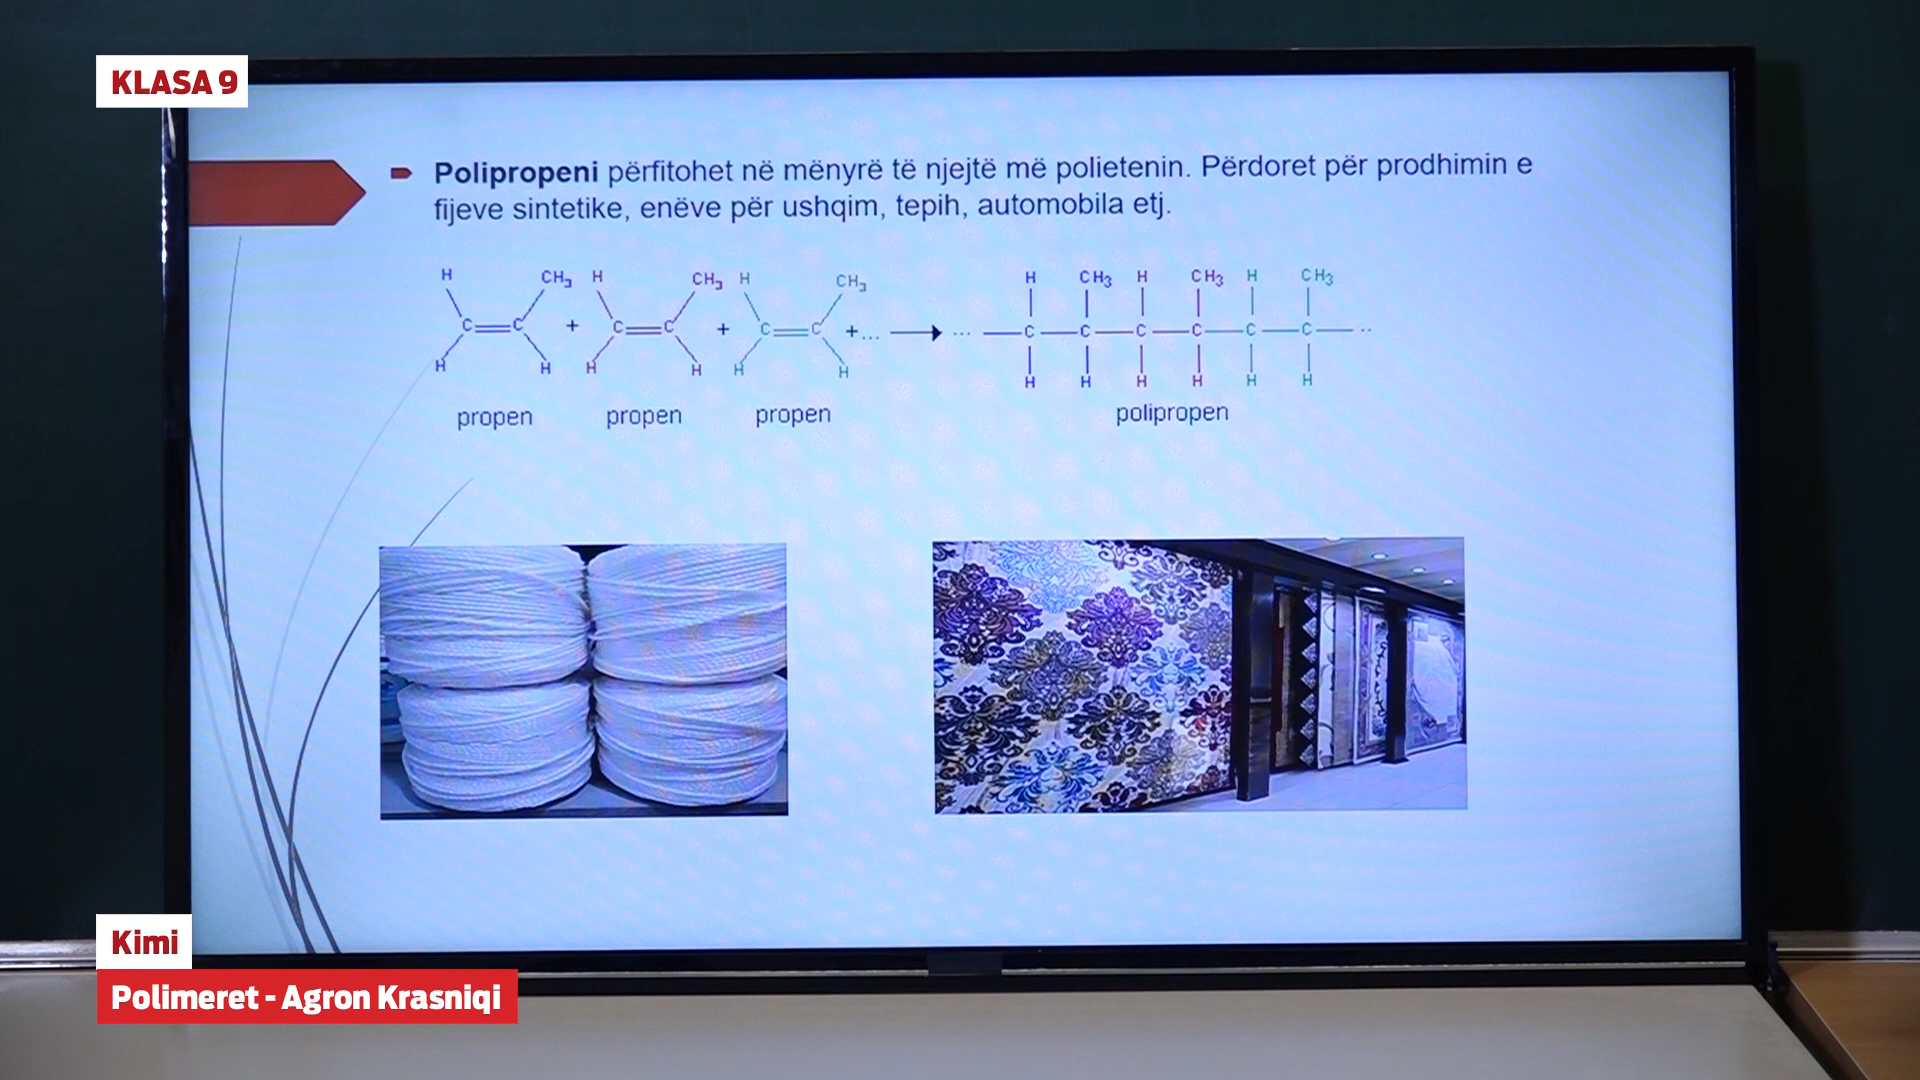 KLASA 9
Polipropeni përfitohet në mënyrë të njejtë më polietenin. Përdoret për prodhimin e
fijeve sintetike, enëve për ushqim, tepih, automobila etj.
H CH3 H CH3 H CH3 H CH3 H CH3 H CH3
C C + C C + C C +... ... C C C C C C ..
H H H H H H H H H H H H
propen propen propen polipropen
Kimi
Polimeret - Agron Krasniqi